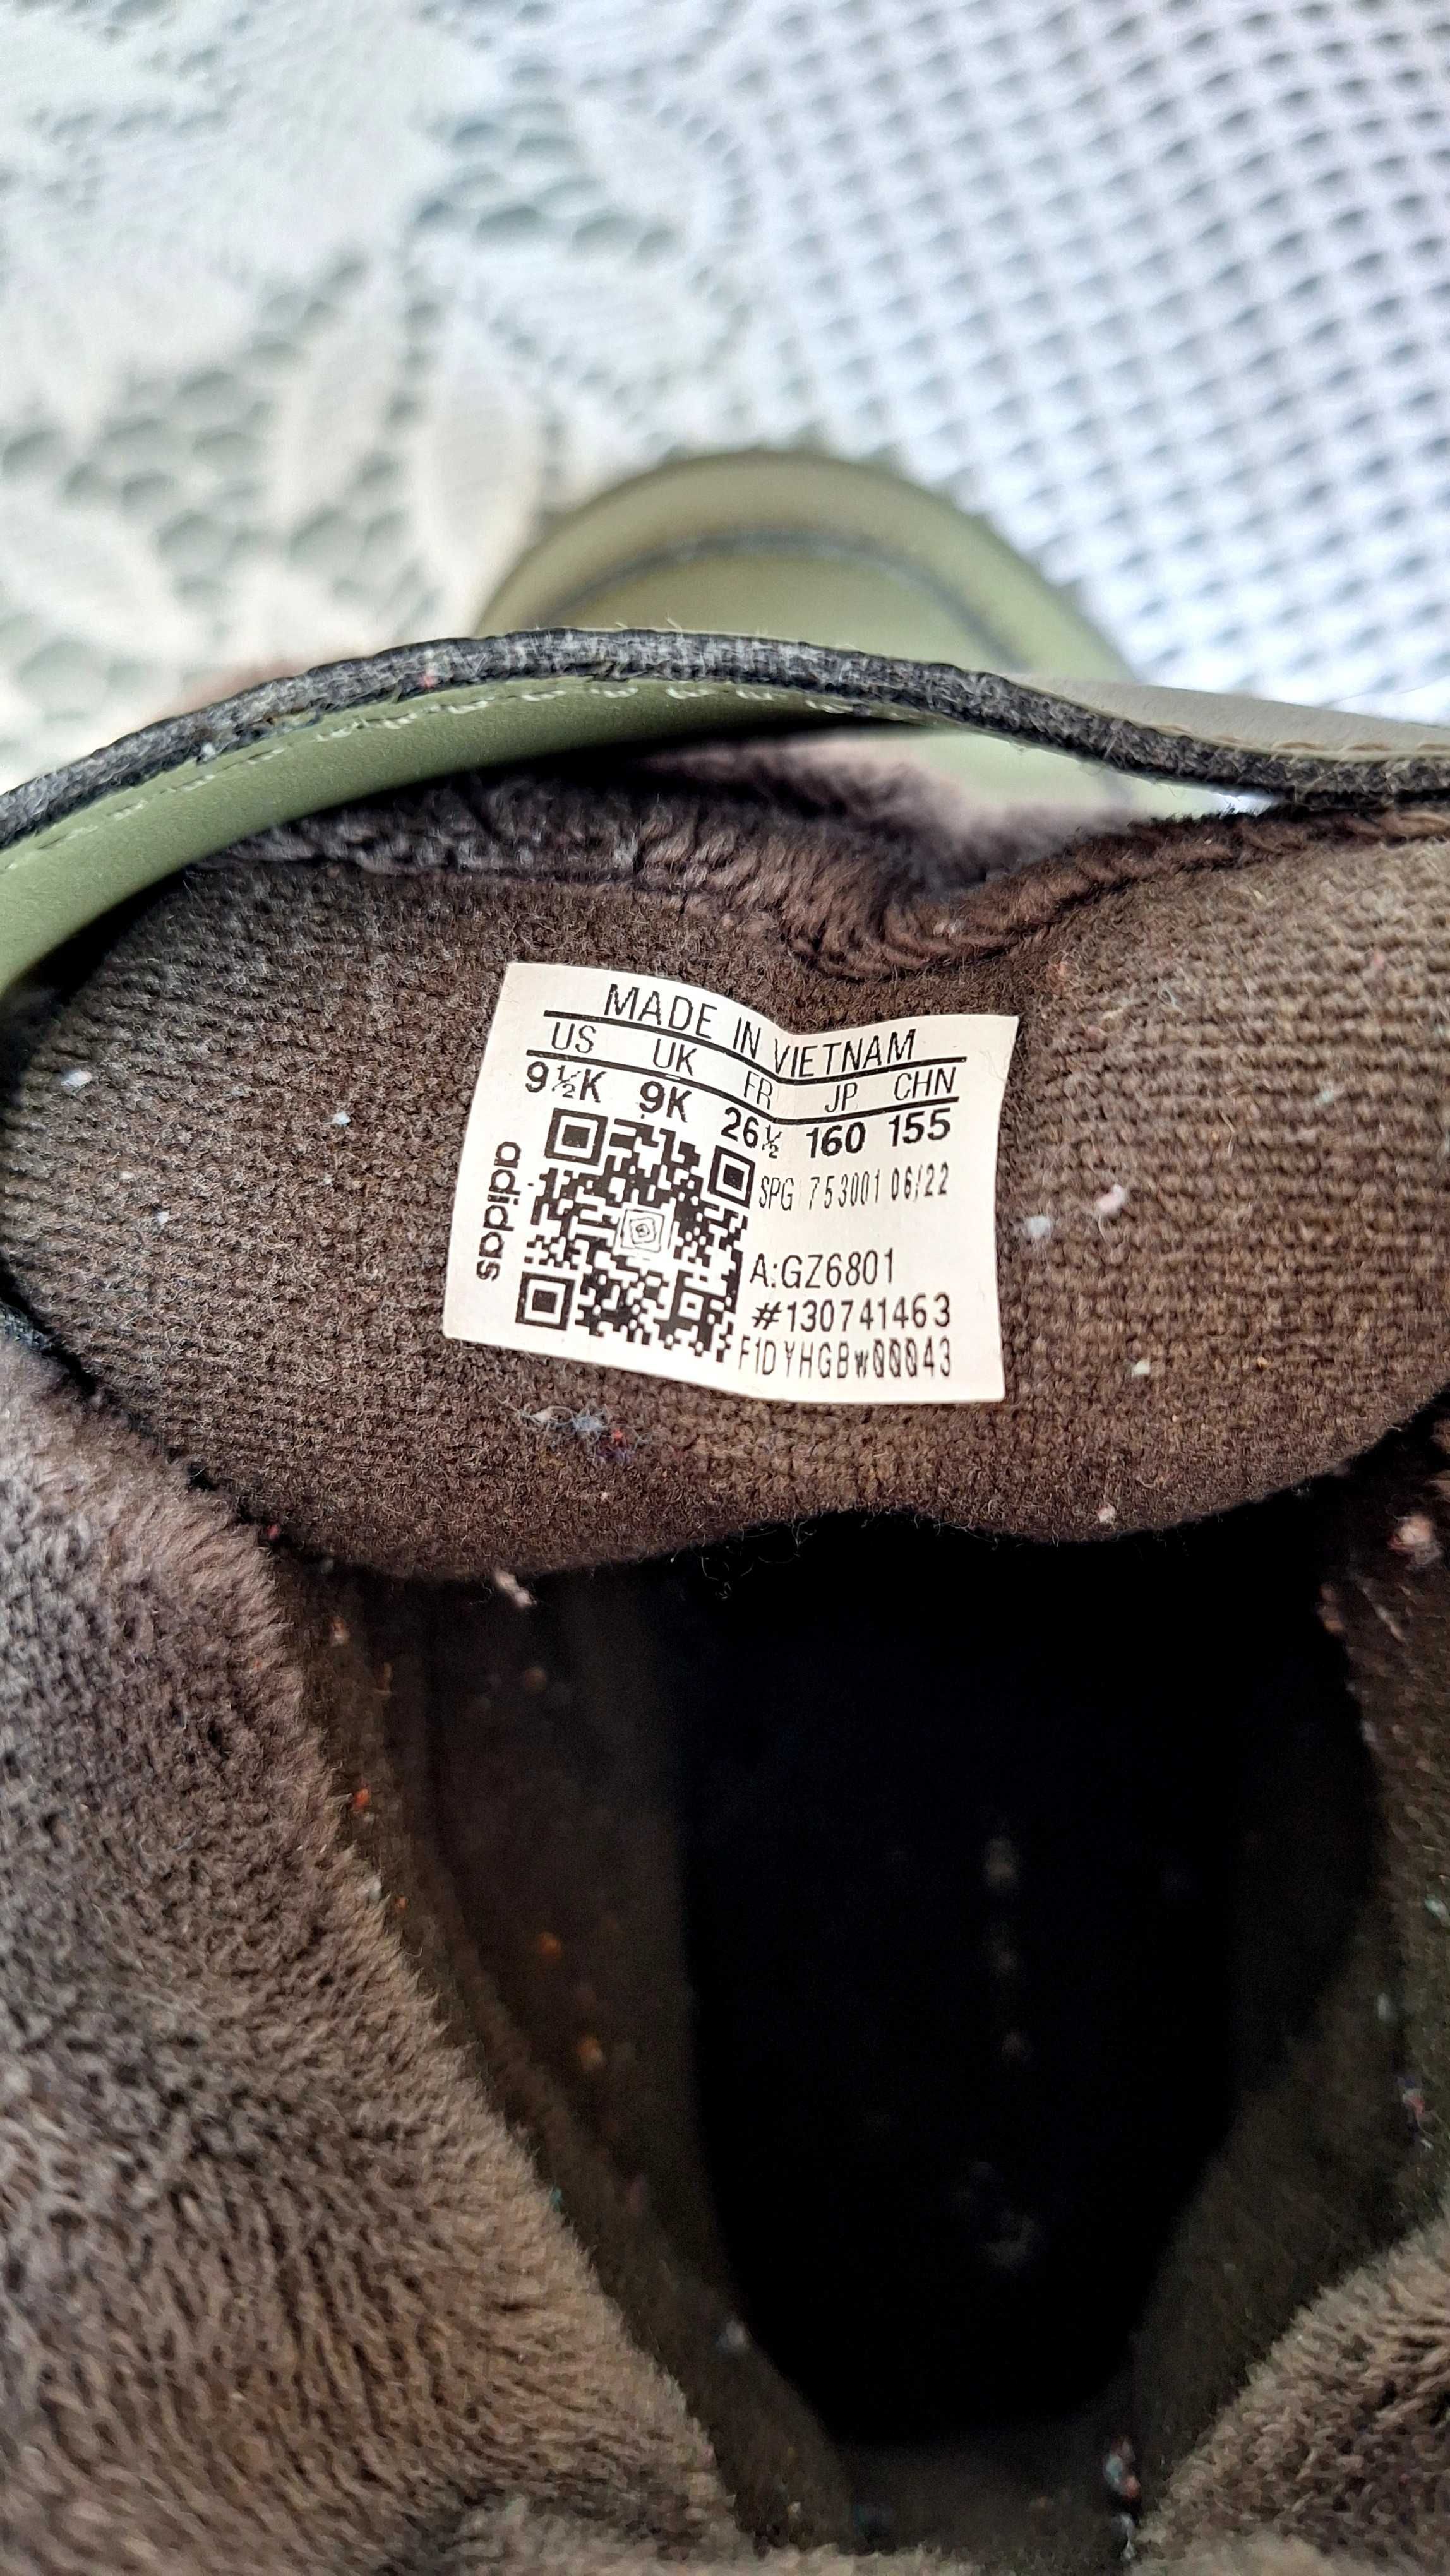 MADE IN VIETNAM
US UK FR JP CHN
9½K 9K 26½ 160 155
adidas
SPG 753001 06/22
A:GZ6801
#130741463
F1DYHGBw00043